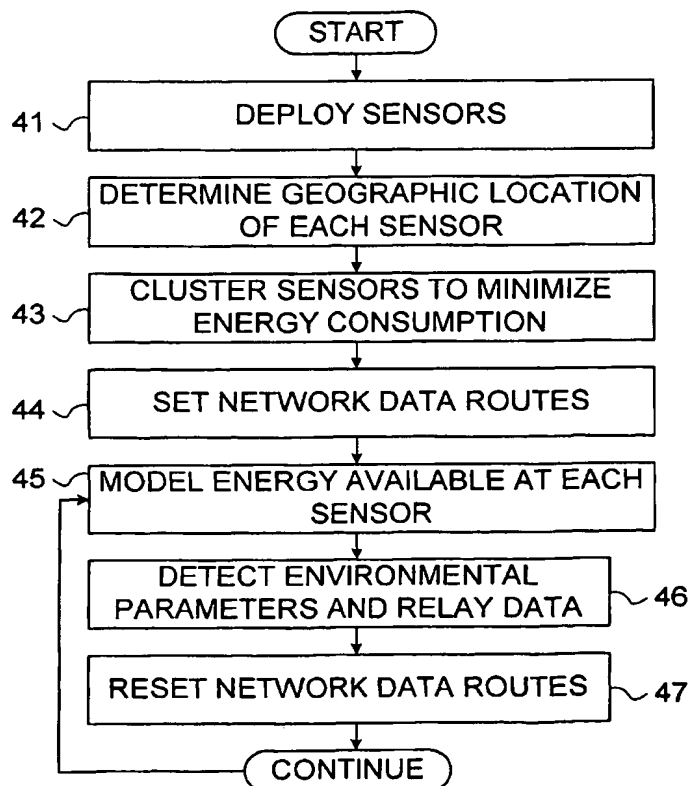 START
41
DEPLOY SENSORS
42
DETERMINE GEOGRAPHIC LOCATION
OF EACH SENSOR
43
CLUSTER SENSORS TO MINIMIZE
ENERGY CONSUMPTION
44
SET NETWORK DATA ROUTES
45
MODEL ENERGY AVAILABLE AT EACH
SENSOR
DETECT ENVIRONMENTAL
PARAMETERS AND RELAY DATA
46
RESET NETWORK DATA ROUTES
47
CONTINUE